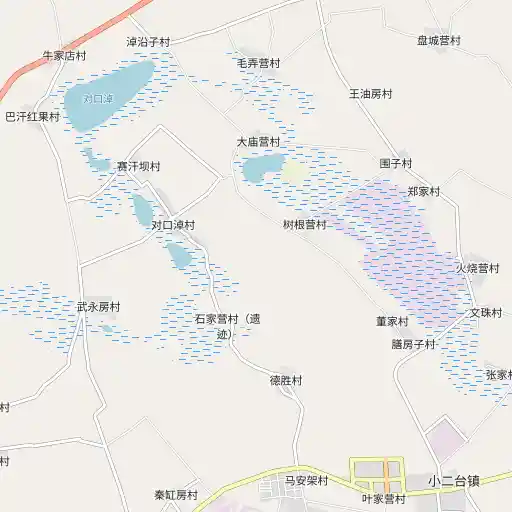 淖沿子村
盘城营村
牛家店村
毛弄营村
王油房村
对口淖
巴汗红果村
大庙营村
囤子村
赛汗坝村
郑家村
对口淖村
树根营村
火烧营村
武永房村
文珠村
石家营村（遗
迹）
董家村
膳房子村
张家村
德胜村
村
村
马安架村
小二台镇
秦缸房村
叶家营村